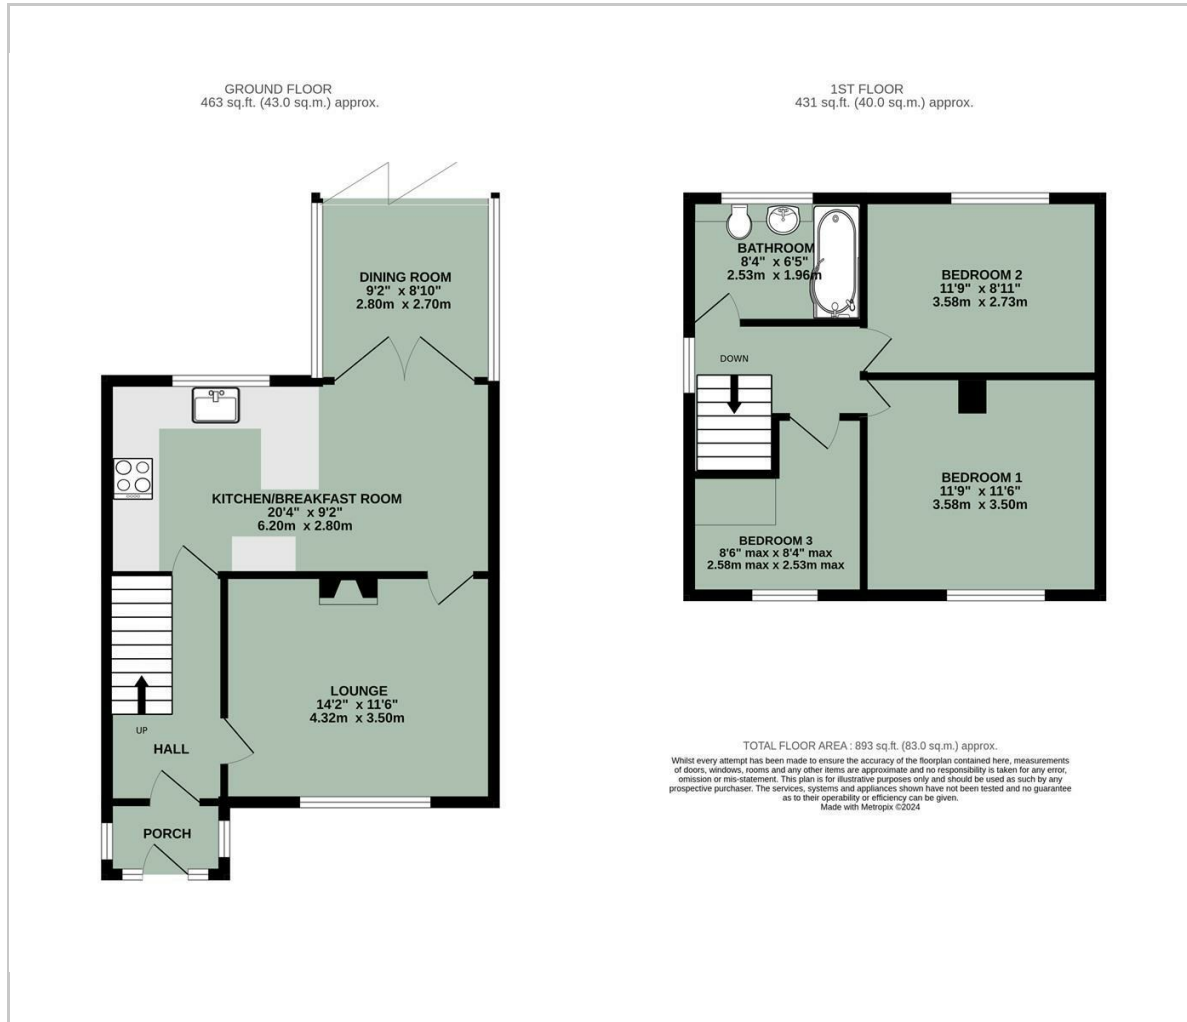 GROUND FLOOR
463 sq.ft. (43.0 sq.m.) approx.
1ST FLOOR
431 sq.ft. (40.0 sq.m.) approx.
DINING ROOM
9'2" x 8'10"
2.80m x 2.70m
KITCHEN/BREAKFAST ROOM
20'4" x 9'2"
6.20m x 2.80m
LOUNGE
14'2" x 11'6"
4.32m x 3.50m
UP
HALL
PORCH
BATHROOM
8'4" x 6'5"
2.53m x 1.96m
BEDROOM 2
11'9" x 8'11"
3.58m x 2.73m
DOWN
BEDROOM 1
11'9" x 11'6"
3.58m x 3.50m
BEDROOM 3
8'6" max x 8'4" max
2.58m max x 2.53m max
TOTAL FLOOR AREA : 893 sq.ft. (83.0 sq.m.) approx.
Whilst every attempt has been made to ensure the accuracy of the floorplan contained here, measurements
of doors, windows, rooms and any other items are approximate and no responsibility is taken for any error,
omission or mis-statement. This plan is for illustrative purposes only and should be used as such by any
prospective purchaser. The services, systems and appliances shown have not been tested and no guarantee
as to their operability or efficiency can be given.
Made with Metropix ©2024